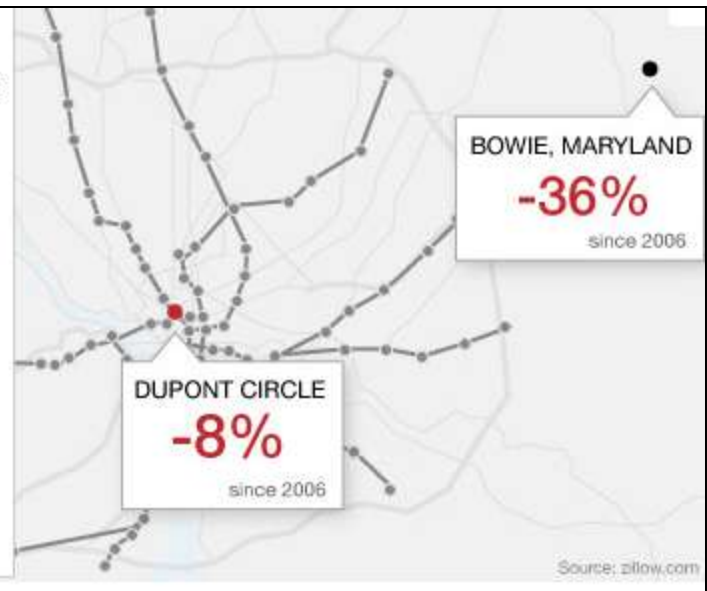 BOWIE, MARYLAND
-36%
since 2006
DUPONT CIRCLE
-8%
since 2006
Source: zillow.com